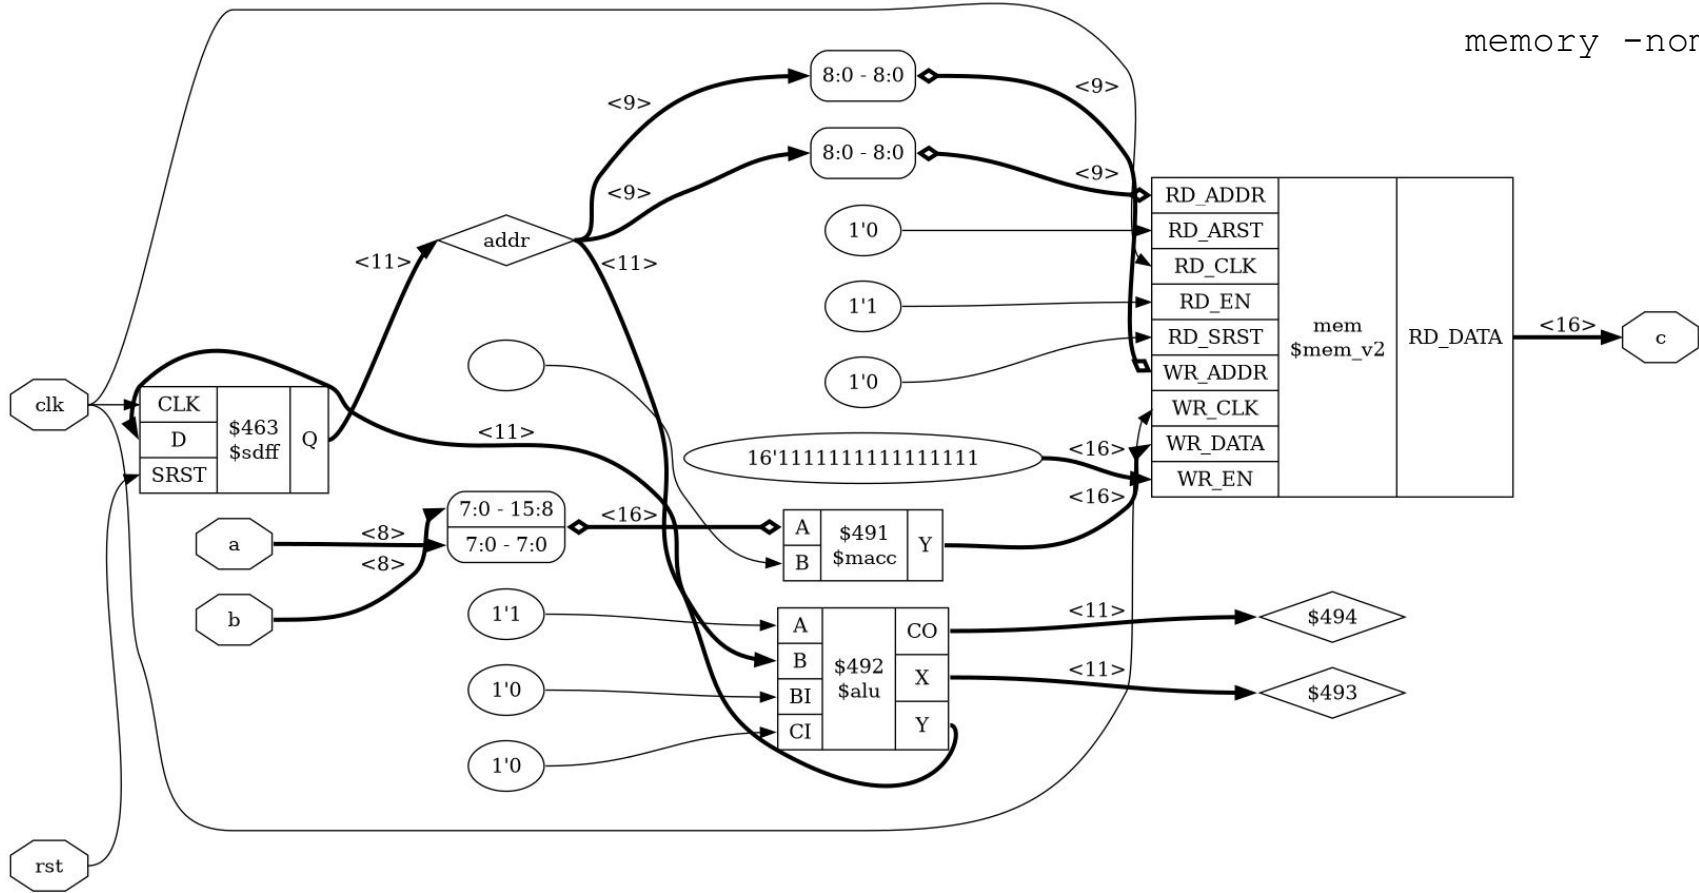 memory -nom
<9>
8:0 - 8:0
<9>
<9>
8:0 - 8:0
<9>
<11>
addr
<11>
1'0
1'1
1'0
RD_ADDR
RD_ARST
RD_CLK
RD_EN
RD_SRST
WR_ADDR
WR_CLK
WR_DATA
WR_EN
mem
$mem_v2
RD_DATA
<16>
c
clk
CLK
D
SRST
$463
$sdff
Q
<11>
16'1111111111111111
<16>
a
<8>
b
<8>
7:0 - 15:8
7:0 - 7:0
<16>
A
B
$491
$macc
Y
<16>
1'1
1'0
1'0
A
B
BI
CI
$492
$alu
CO
X
Y
<11>
$494
<11>
$493
rst